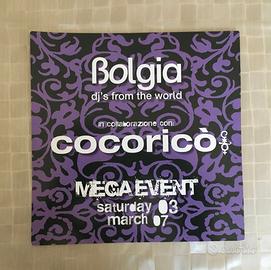 Bolgia
dj's from the world
in collaborazione con
cocoricò
MEGA EVENT
saturday 03
march 07